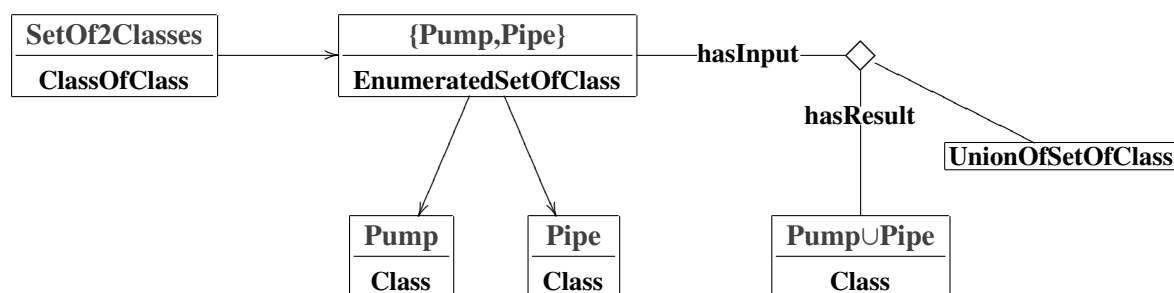 SetOf2Classes
ClassOfClass
{Pump,Pipe}
EnumeratedSetOfClass
hasInput
hasResult
UnionOfSetOfClass
Pump
Class
Pipe
Class
Pump∪Pipe
Class